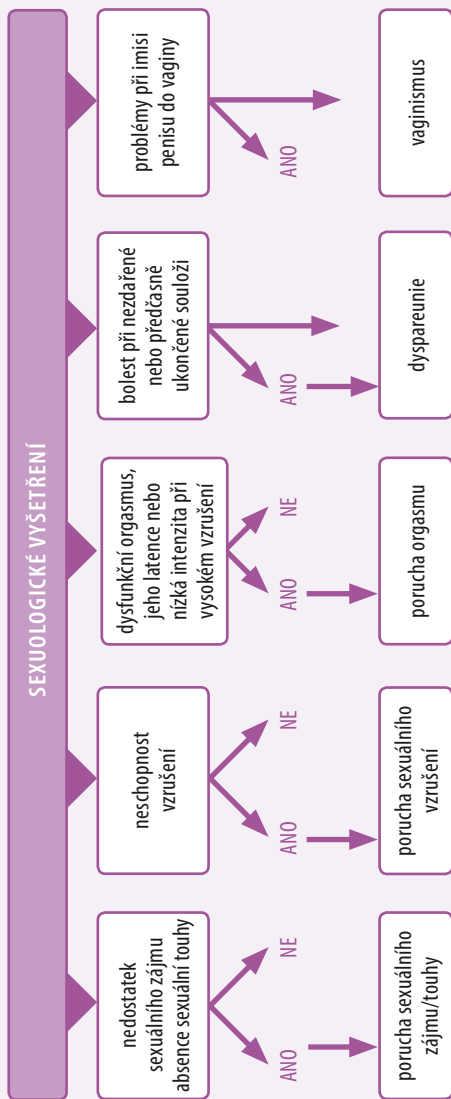 SEXUOLOGICKÉ VYŠETŘENÍ
nedostatek
sexuálního zájmu
absence sexuální touhy
ANO
NE
porucha sexuálního
zájmu/touhy
neschopnost
vzrušení
ANO
NE
porucha sexuálního
vzrušení
dysfunkční orgasmus,
jeho latence nebo
nízká intenzita při
vysokém vzrušení
ANO
NE
porucha orgasmu
bolest při nezdařené
nebo předčasně
ukončené souloži
ANO
dyspareunie
problémy při imisi
penisu do vaginy
ANO
vaginismus